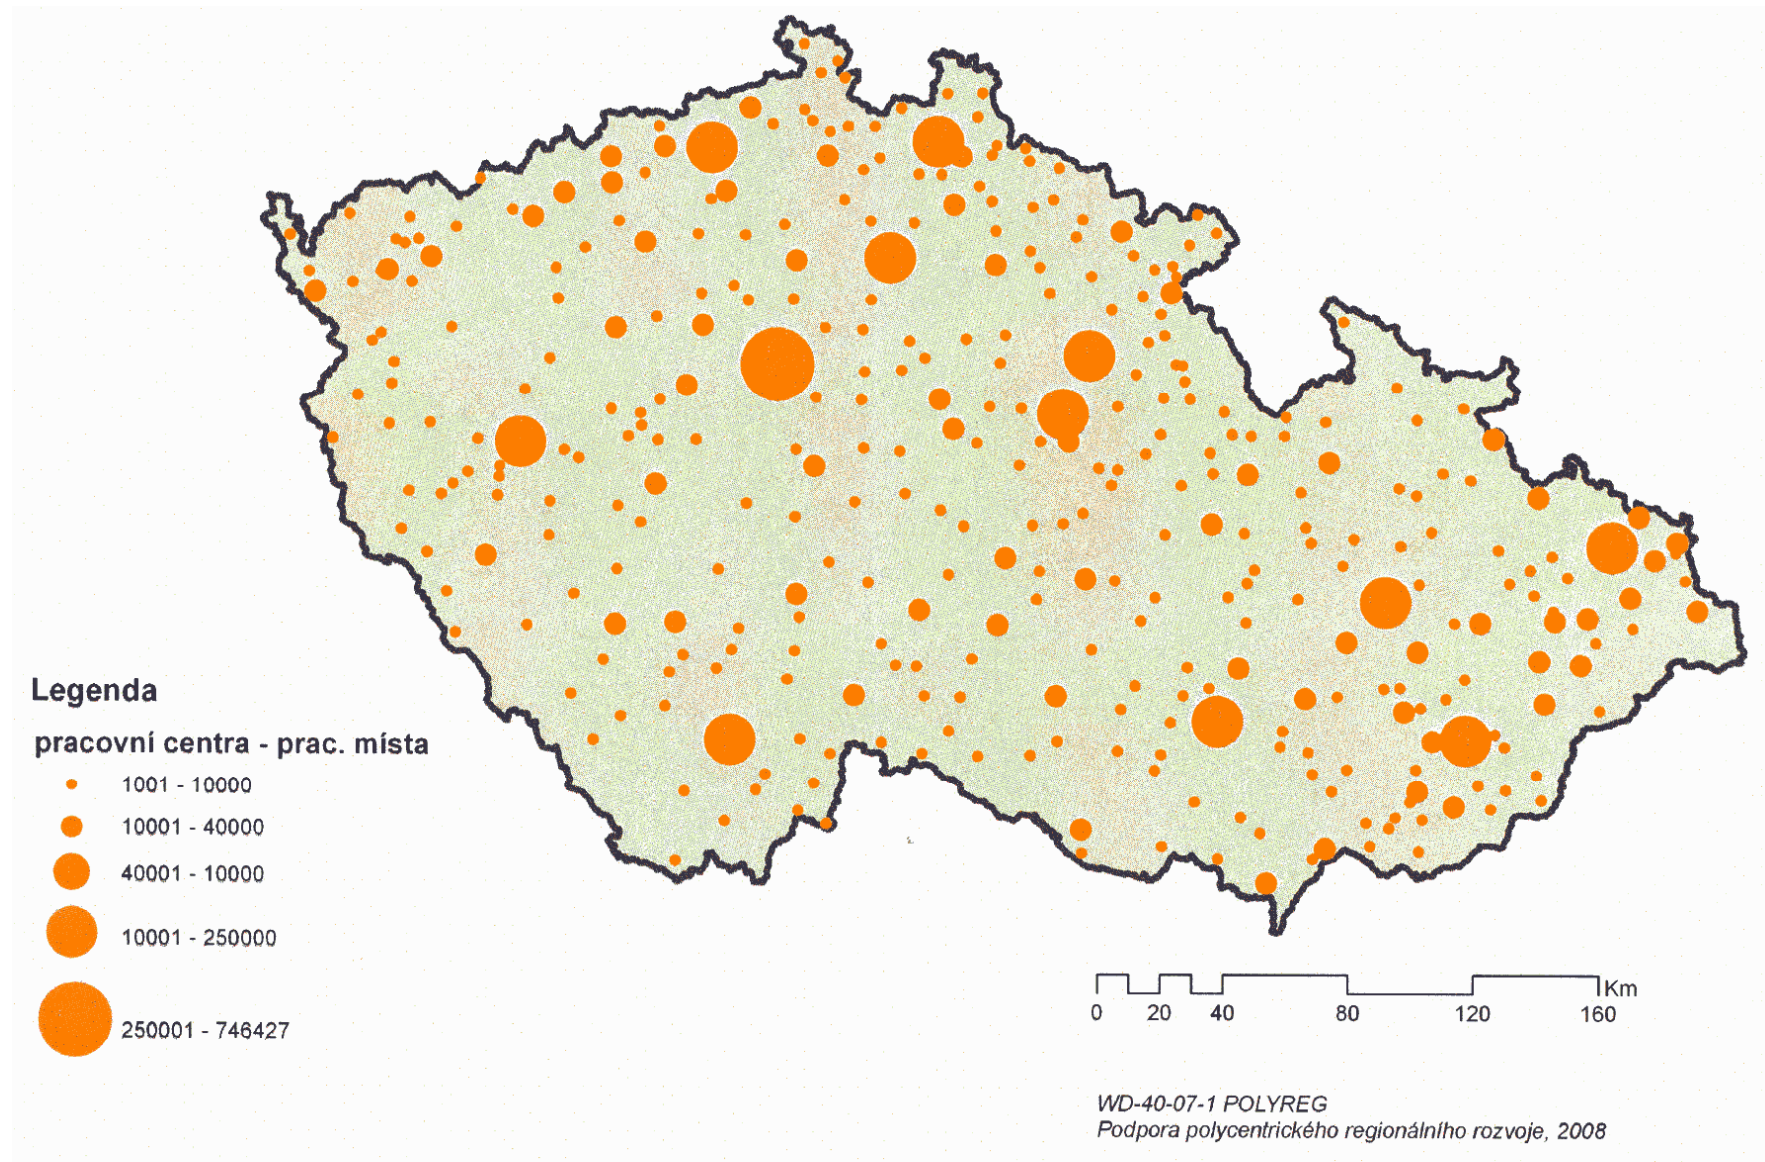 Legenda
pracovní centra - prac. místa
1001 - 10000
10001 - 40000
40001 - 10000
10001 - 250000
250001 - 746427
Km
0 20 40 80 120 160
WD-40-07-1 POLYREG
Podpora polycentrického regionálního rozvoje, 2008